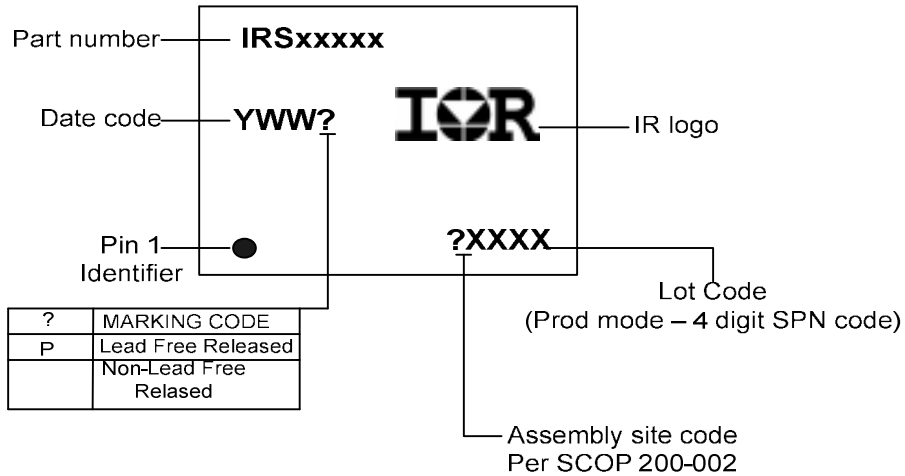 Part number
IRSxxxxx
Date code
YWW?
IOR
IR logo
Pin 1
Identifier
?XXXX
Lot Code
(Prod mode – 4 digit SPN code)
? MARKING CODE
P Lead Free Released
Non-Lead Free
Relased
Assembly site code
Per SCOP 200-002